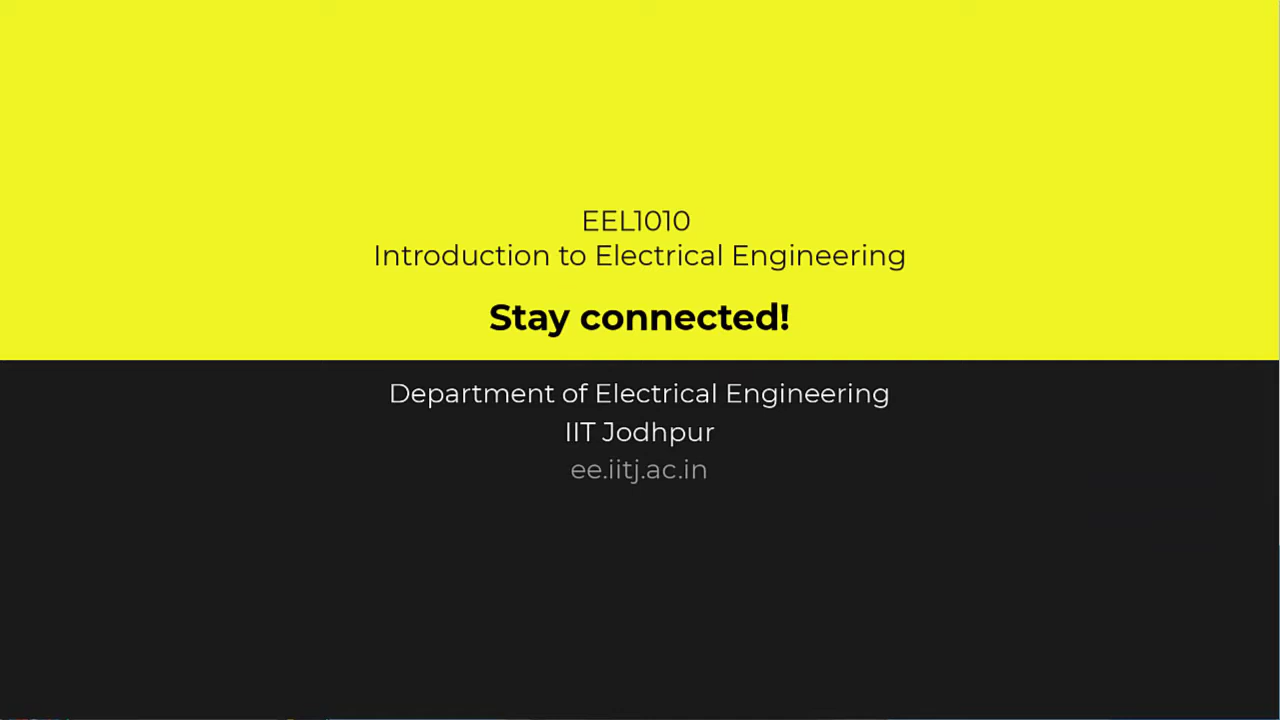 EEL1010
Introduction to Electrical Engineering
Stay connected!
Department of Electrical Engineering
IIT Jodhpur
ee.iitj.ac.in